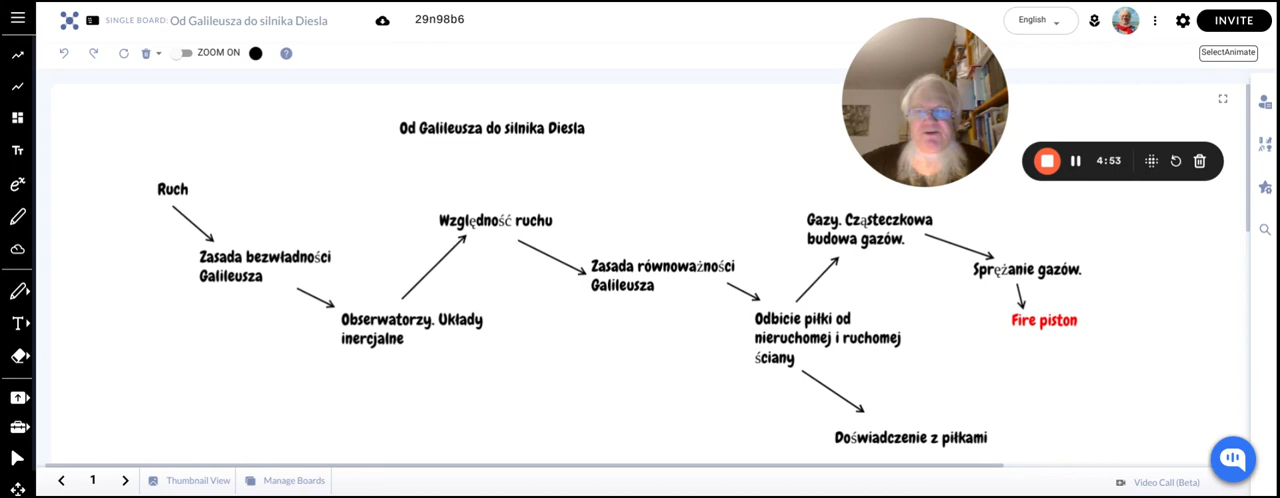 SINGLE BOARD: Od Galileusza do silnika Diesla
29n98b6
English
INVITE
ZOOM ON
SelectAnimate
Od Galileusza do silnika Diesla
4:53
Ruch
Względność ruchu
Gazy. Cząsteczkowa
budowa gazów.
Zasada bezwładności
Galileusza
Zasada równoważności
Galileusza
Sprężanie gazów.
Obserwatorzy. Układy
inercjalne
Odbicie piłki od
nieruchomej i ruchomej
ściany
Fire piston
Doświadczenie z piłkami
1
Thumbnail View
Manage Boards
Video Call (Beta)